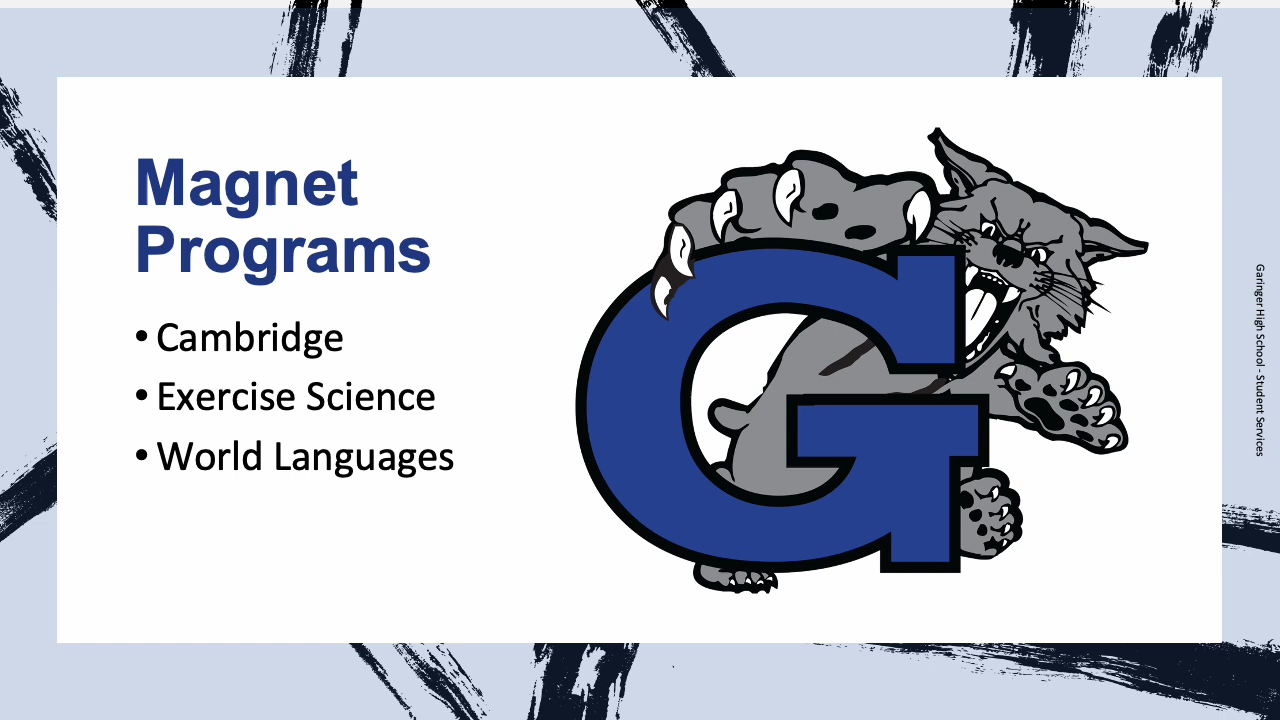 Magnet
Programs
• Cambridge
• Exercise Science
• World Languages
G
Garinger High School - Student Services